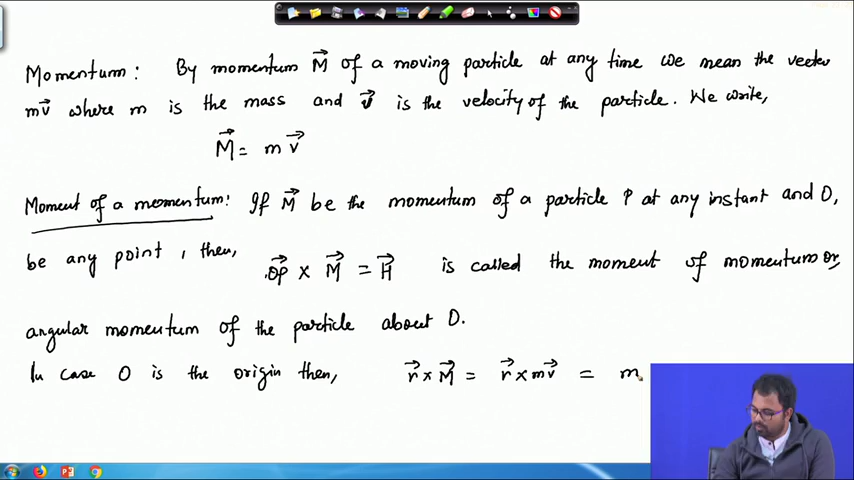 Momentum: By momentum M⃗ of a moving particle at any time we mean the vector
mv⃗ where m is the mass and v⃗ is the velocity of the particle. We write,
M⃗ = m v⃗
Moment of a momentum: If M⃗ be the momentum of a particle P at any instant and O,
be any point, then,
OP⃗ × M⃗ = H⃗ is called the moment of momentum or,
angular momentum of the particle about O.
In case O is the origin then, r⃗ × M⃗ = r⃗ × mv⃗ = m